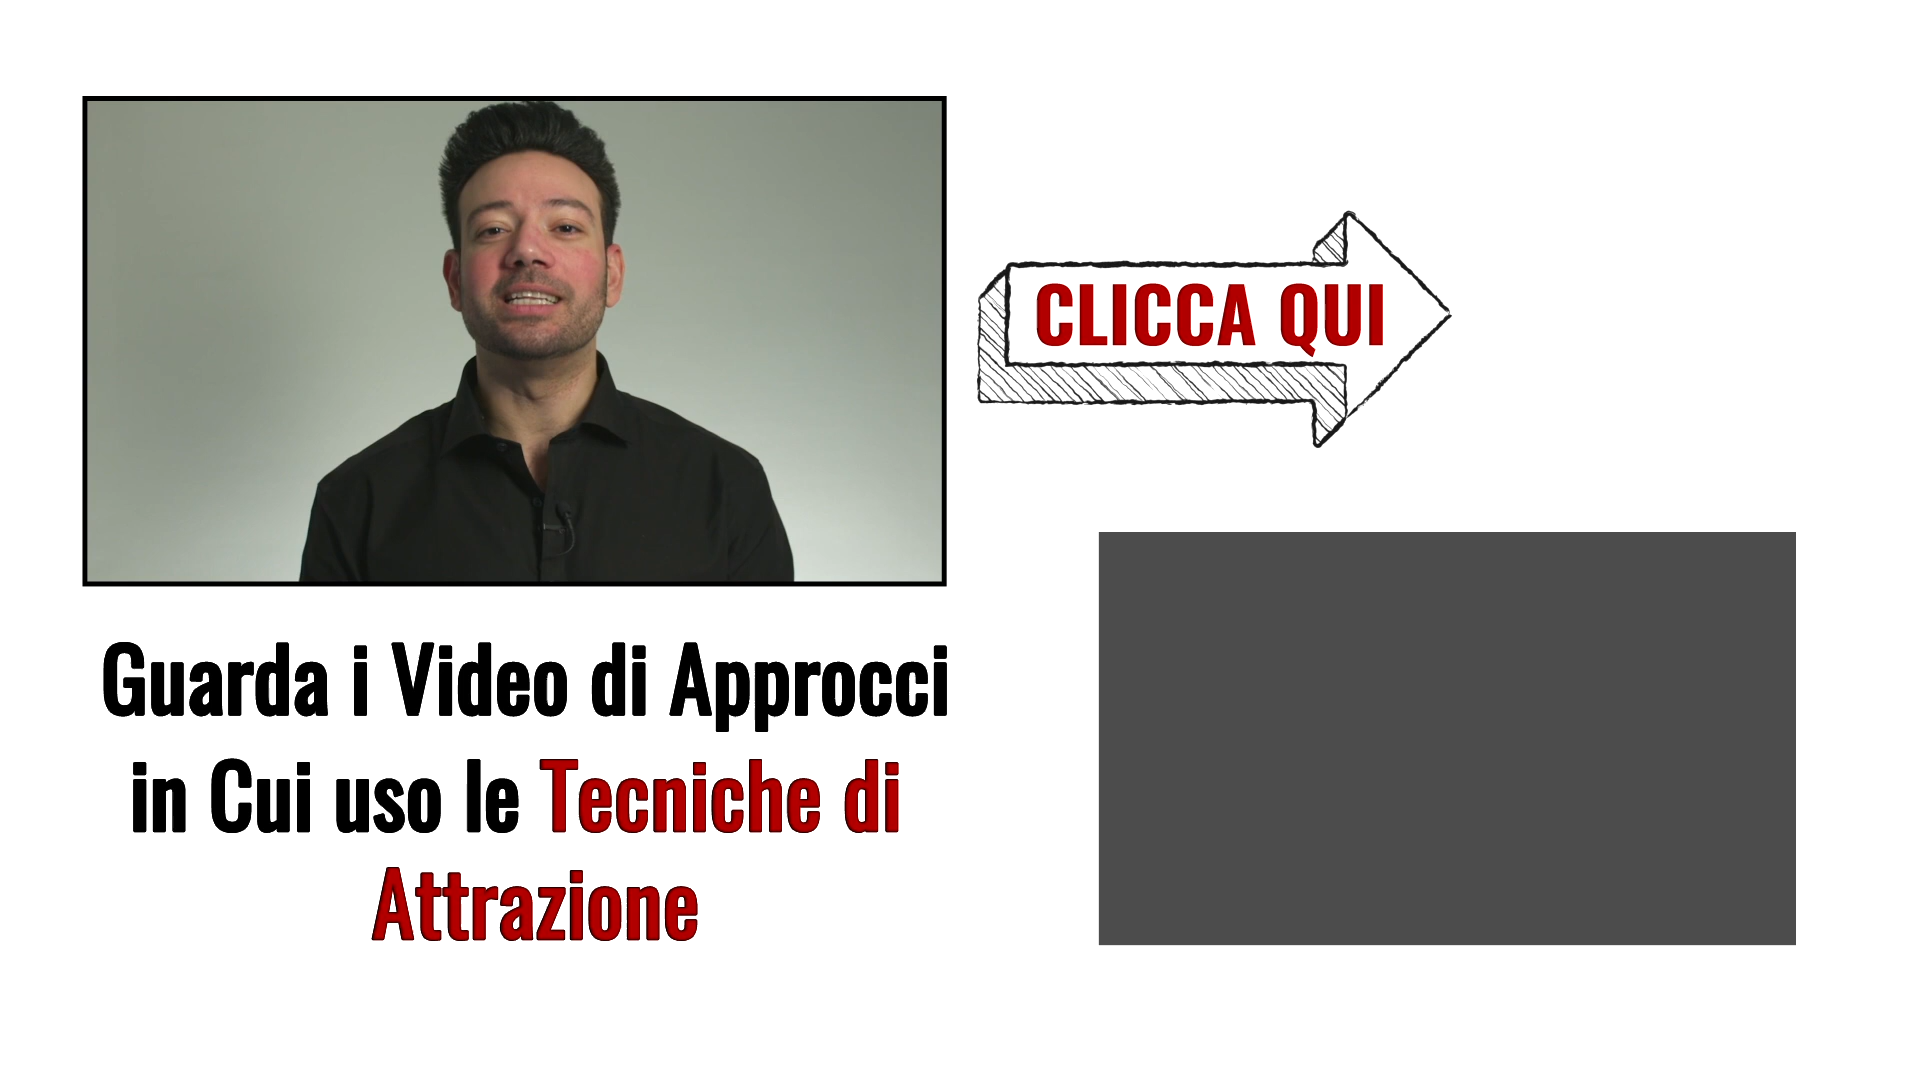 CLICCA QUI
Guarda i Video di Approcci
in Cui uso le Tecniche di
Attrazione